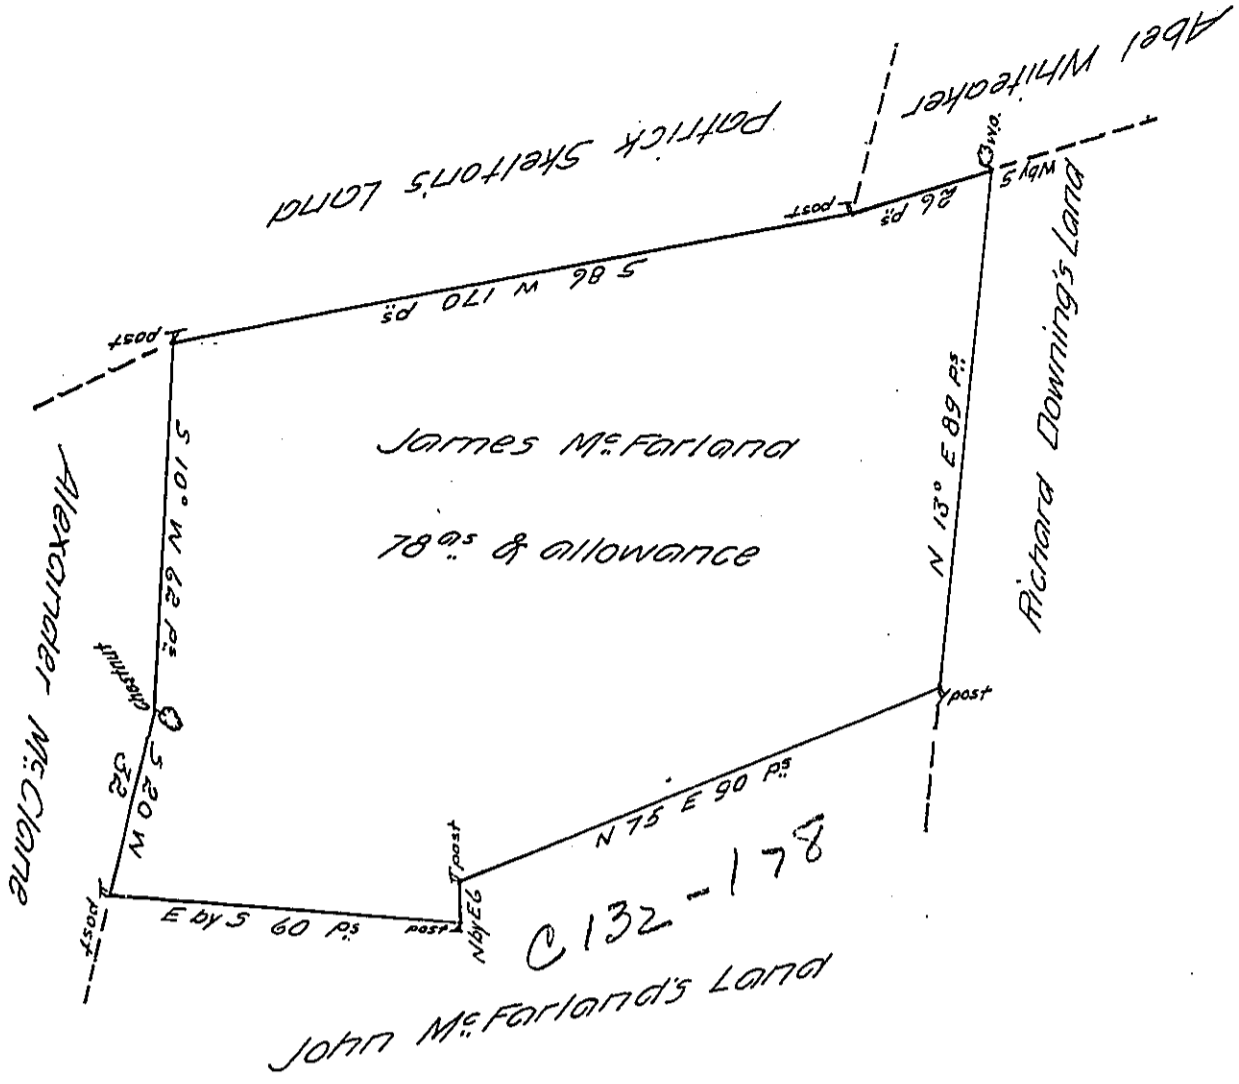 Abel Whiteaker
Patrick Skelton's Land
w.o.
W by S
26 Ps
post
S 86 W 170 Ps
post
Richard Downing's Land
N 13° E 89 Ps
James McFarland
78 as & allowance
S 10° W 62 Ps
Alexander McClane
Chestnut
S 20 W
32
post
N 75 E 90 Ps
post
post
N by E 6
E by S 60 Ps
post
C 132-178
John McFarland's Land